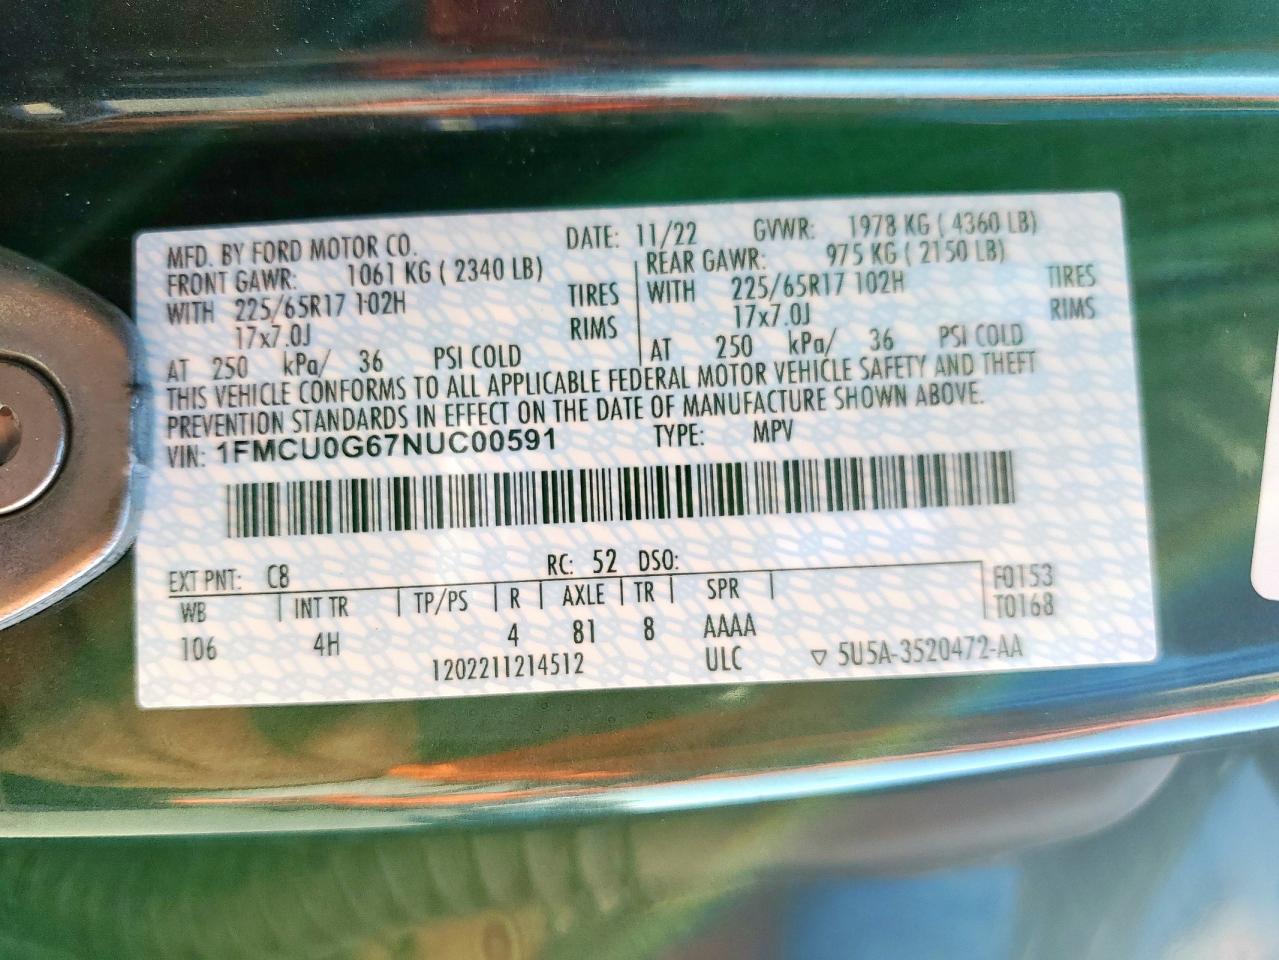 MFD. BY FORD MOTOR CO. DATE: 11/22 GVWR: 1978 KG ( 4360 LB)
FRONT GAWR: 1061 KG ( 2340 LB) REAR GAWR: 975 KG ( 2150 LB)
WITH 225/65R17 102H TIRES WITH 225/65R17 102H TIRES
17x7.0J RIMS 17x7.0J RIMS
AT 250 kPa/ 36 PSI COLD AT 250 kPa/ 36 PSI COLD
THIS VEHICLE CONFORMS TO ALL APPLICABLE FEDERAL MOTOR VEHICLE SAFETY AND THEFT
PREVENTION STANDARDS IN EFFECT ON THE DATE OF MANUFACTURE SHOWN ABOVE.
VIN: 1FMCU0G67NUC00591 TYPE: MPV
EXT PNT: C8 RC: 52 DSO:
WB INT TR TP/PS R AXLE TR SPR F0153
T0168
106 4H 4 81 8 AAAA
1202211214512 ULC ▽ 5U5A-3520472-AA